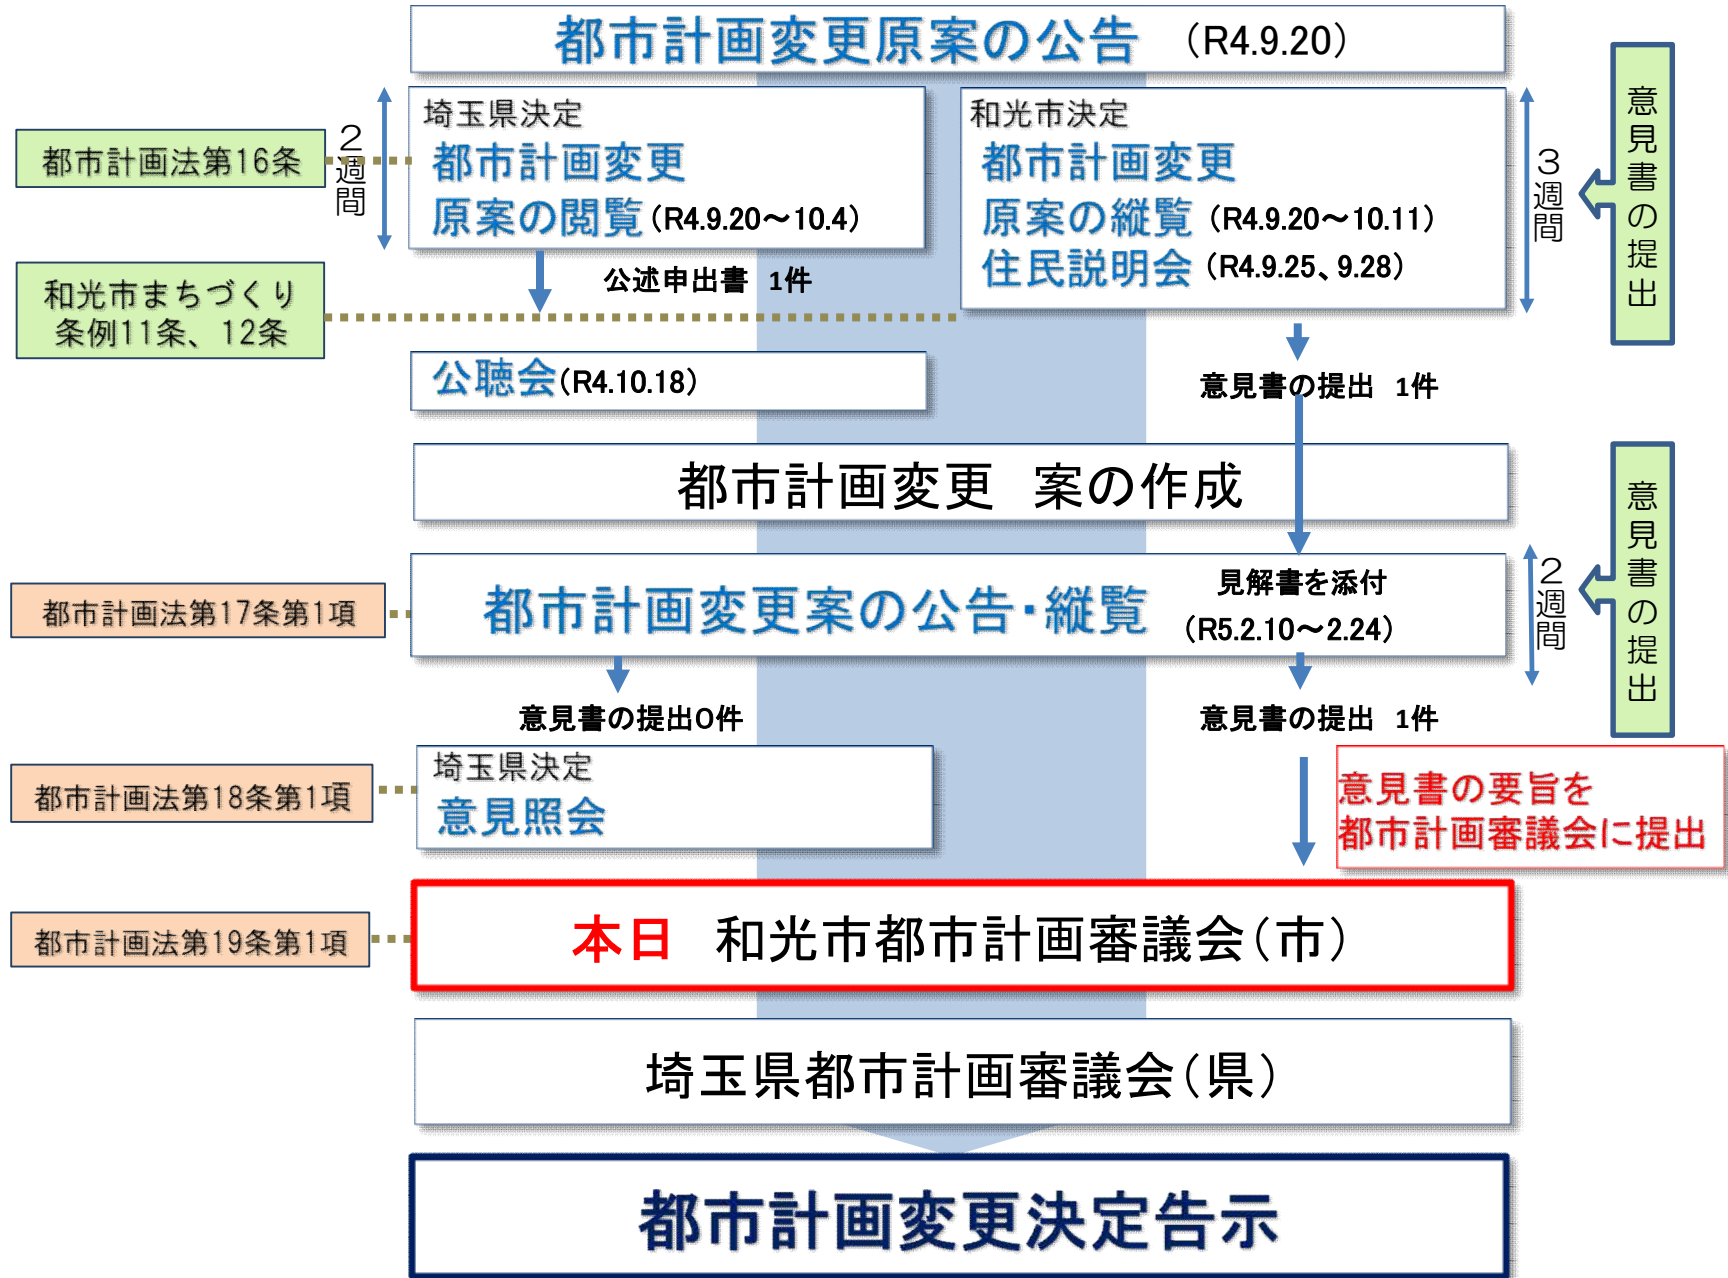 都市計画変更原案の公告 (R4.9.20)
埼玉県決定
都市計画変更
原案の閲覧(R4.9.20～10.4)
2週間
都市計画法第16条
和光市決定
都市計画変更
原案の縦覧 (R4.9.20～10.11)
住民説明会 (R4.9.25、9.28)
3週間
意見書の提出
公述申出書 1件
和光市まちづくり
条例11条、12条
公聴会(R4.10.18)
意見書の提出 1件
都市計画変更 案の作成
都市計画法第17条第1項
都市計画変更案の公告・縦覧
見解書を添付
(R5.2.10～2.24)
2週間
意見書の提出
意見書の提出0件
意見書の提出 1件
都市計画法第18条第1項
埼玉県決定
意見照会
意見書の要旨を
都市計画審議会に提出
都市計画法第19条第1項
本日 和光市都市計画審議会(市)
埼玉県都市計画審議会(県)
都市計画変更決定告示